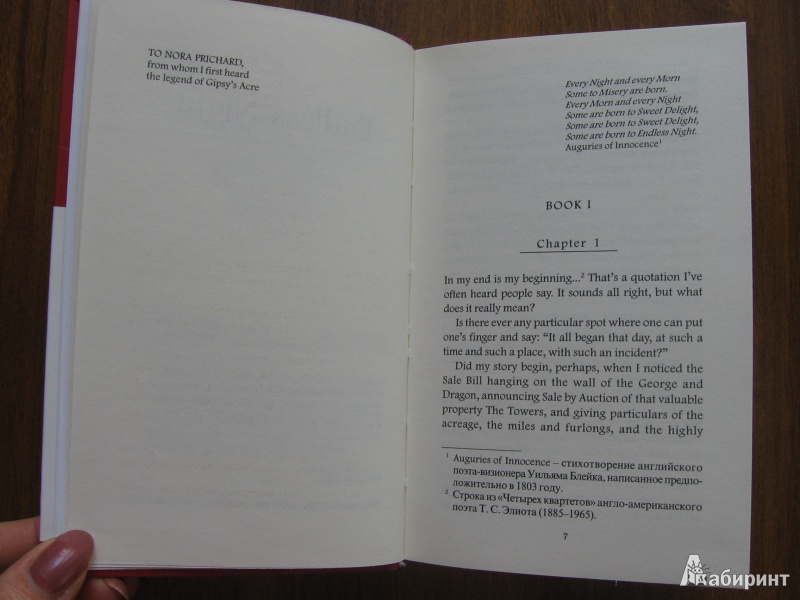 TO NORA PRICHARD,
from whom I first heard
the legend of Gipsy's Acre
Every Night and every Morn
Some to Misery are born.
Every Morn and every Night
Some are born to Sweet Delight,
Some are born to Sweet Delight,
Some are born to Endless Night.
Auguries of Innocence¹
BOOK I
Chapter 1
In my end is my beginning...² That's a quotation I've
often heard people say. It sounds all right, but what
does it really mean?
Is there ever any particular spot where one can put
one's finger and say: “It all began that day, at such a
time and such a place, with such an incident?”
Did my story begin, perhaps, when I noticed the
Sale Bill hanging on the wall of the George and
Dragon, announcing Sale by Auction of that valuable
property The Towers, and giving particulars of the
acreage, the miles and furlongs, and the highly
¹ Auguries of Innocence – стихотворение английского
поэта-визионера Уильяма Блейка, написанное предпо-
ложительно в 1803 году.
² Строка из «Четырех квартетов» англо-американского
поэта Т. С. Элиота (1885–1965).
7
Лабиринт